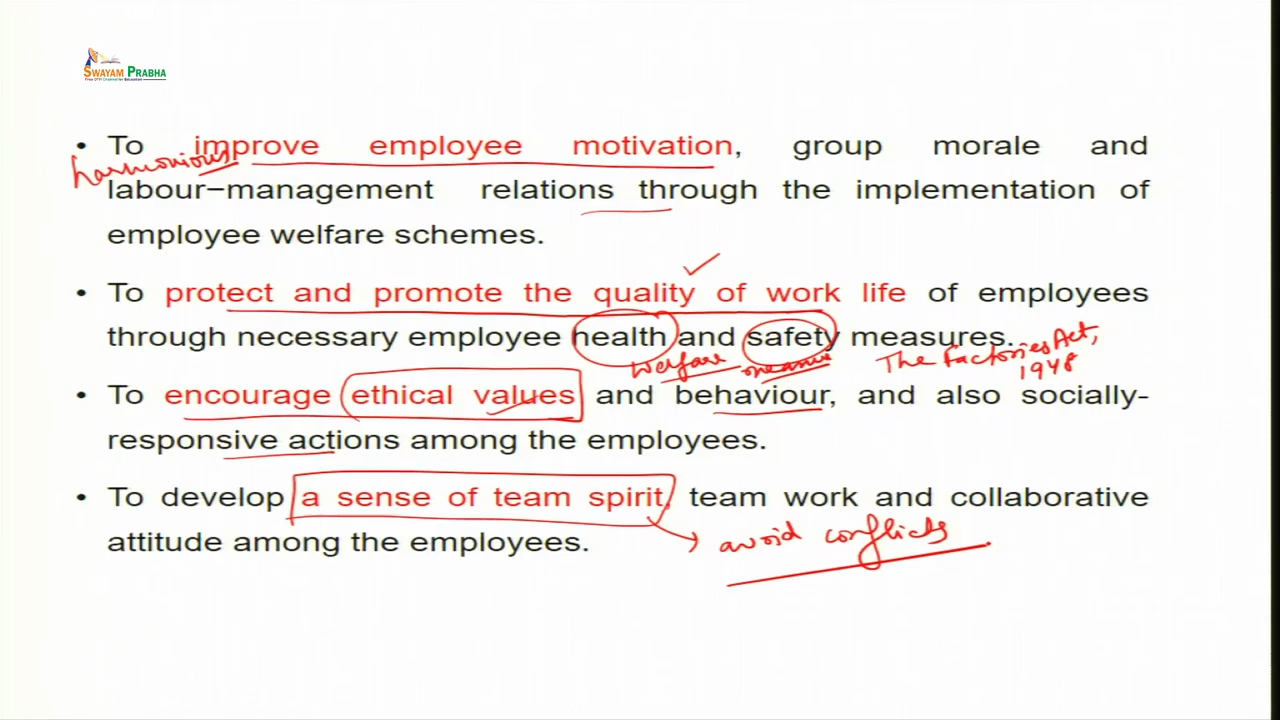 SWAYAM PRABHA
• To improve employee motivation, group morale and
harmonious
labour−management relations through the implementation of
employee welfare schemes.
• To protect and promote the quality of work life of employees
through necessary employee health and safety measures.
welfare measure The Factories Act,
1948
• To encourage ethical values and behaviour, and also socially-
responsive actions among the employees.
• To develop a sense of team spirit, team work and collaborative
attitude among the employees.
avoid conflicts